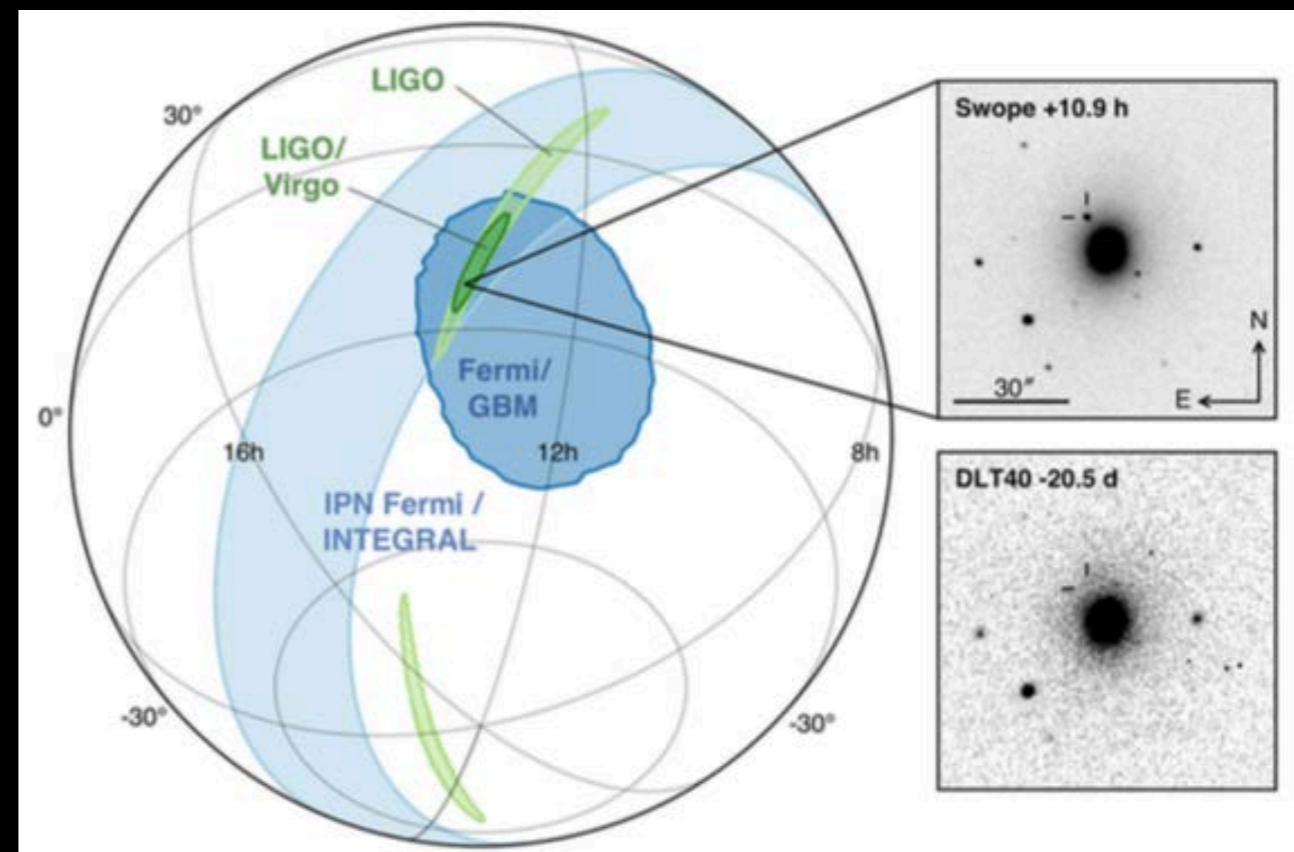 LIGO
30°
LIGO/
Virgo
Fermi/
GBM
0°
16h
12h
8h
IPN Fermi /
INTEGRAL
-30°
-30°
Swope +10.9 h
N
30"
E
DLT40 -20.5 d